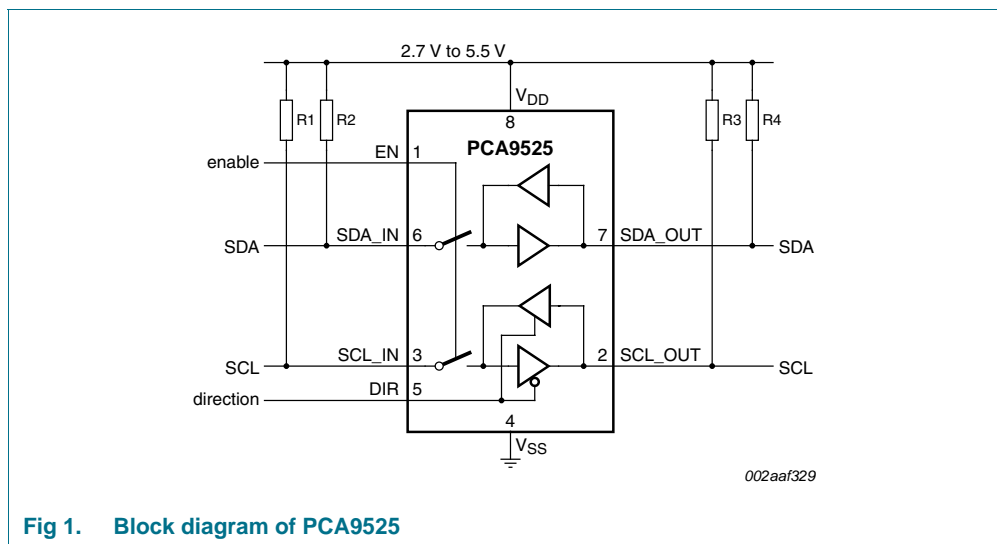 2.7 V to 5.5 V
VDD
8
R1
R2
R3
R4
PCA9525
enable
EN
1
SDA
SDA_IN
6
7
SDA_OUT
SDA
SCL
SCL_IN
3
2
SCL_OUT
SCL
direction
DIR
5
4
VSS
002aaf329
Fig 1. Block diagram of PCA9525